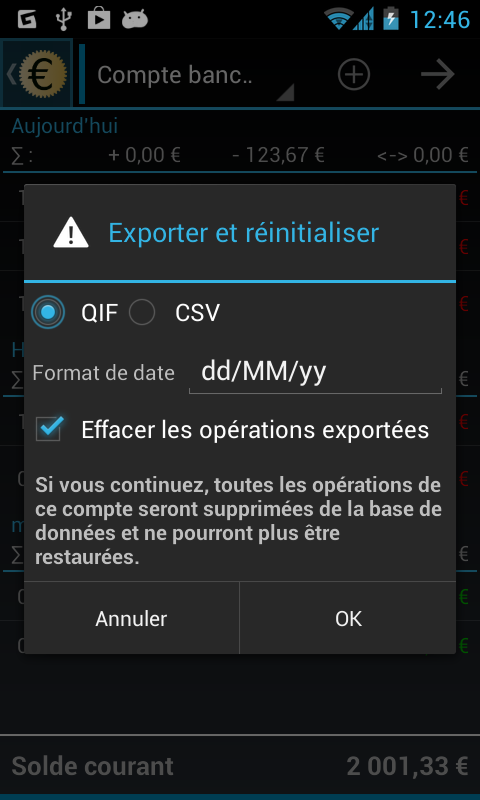 12:46
€ Compte banc..
Aujourd'hui
∑ : + 0,00 € - 123,67 € <-> 0,00 €
€
€
Exporter et réinitialiser
€
QIF CSV
Format de date dd/MM/yy
€
Effacer les opérations exportées
€
Si vous continuez, toutes les opérations de
ce compte seront supprimées de la base de
données et ne pourront plus être
restaurées.
€
€
Annuler OK
€
€
Solde courant 2 001,33 €